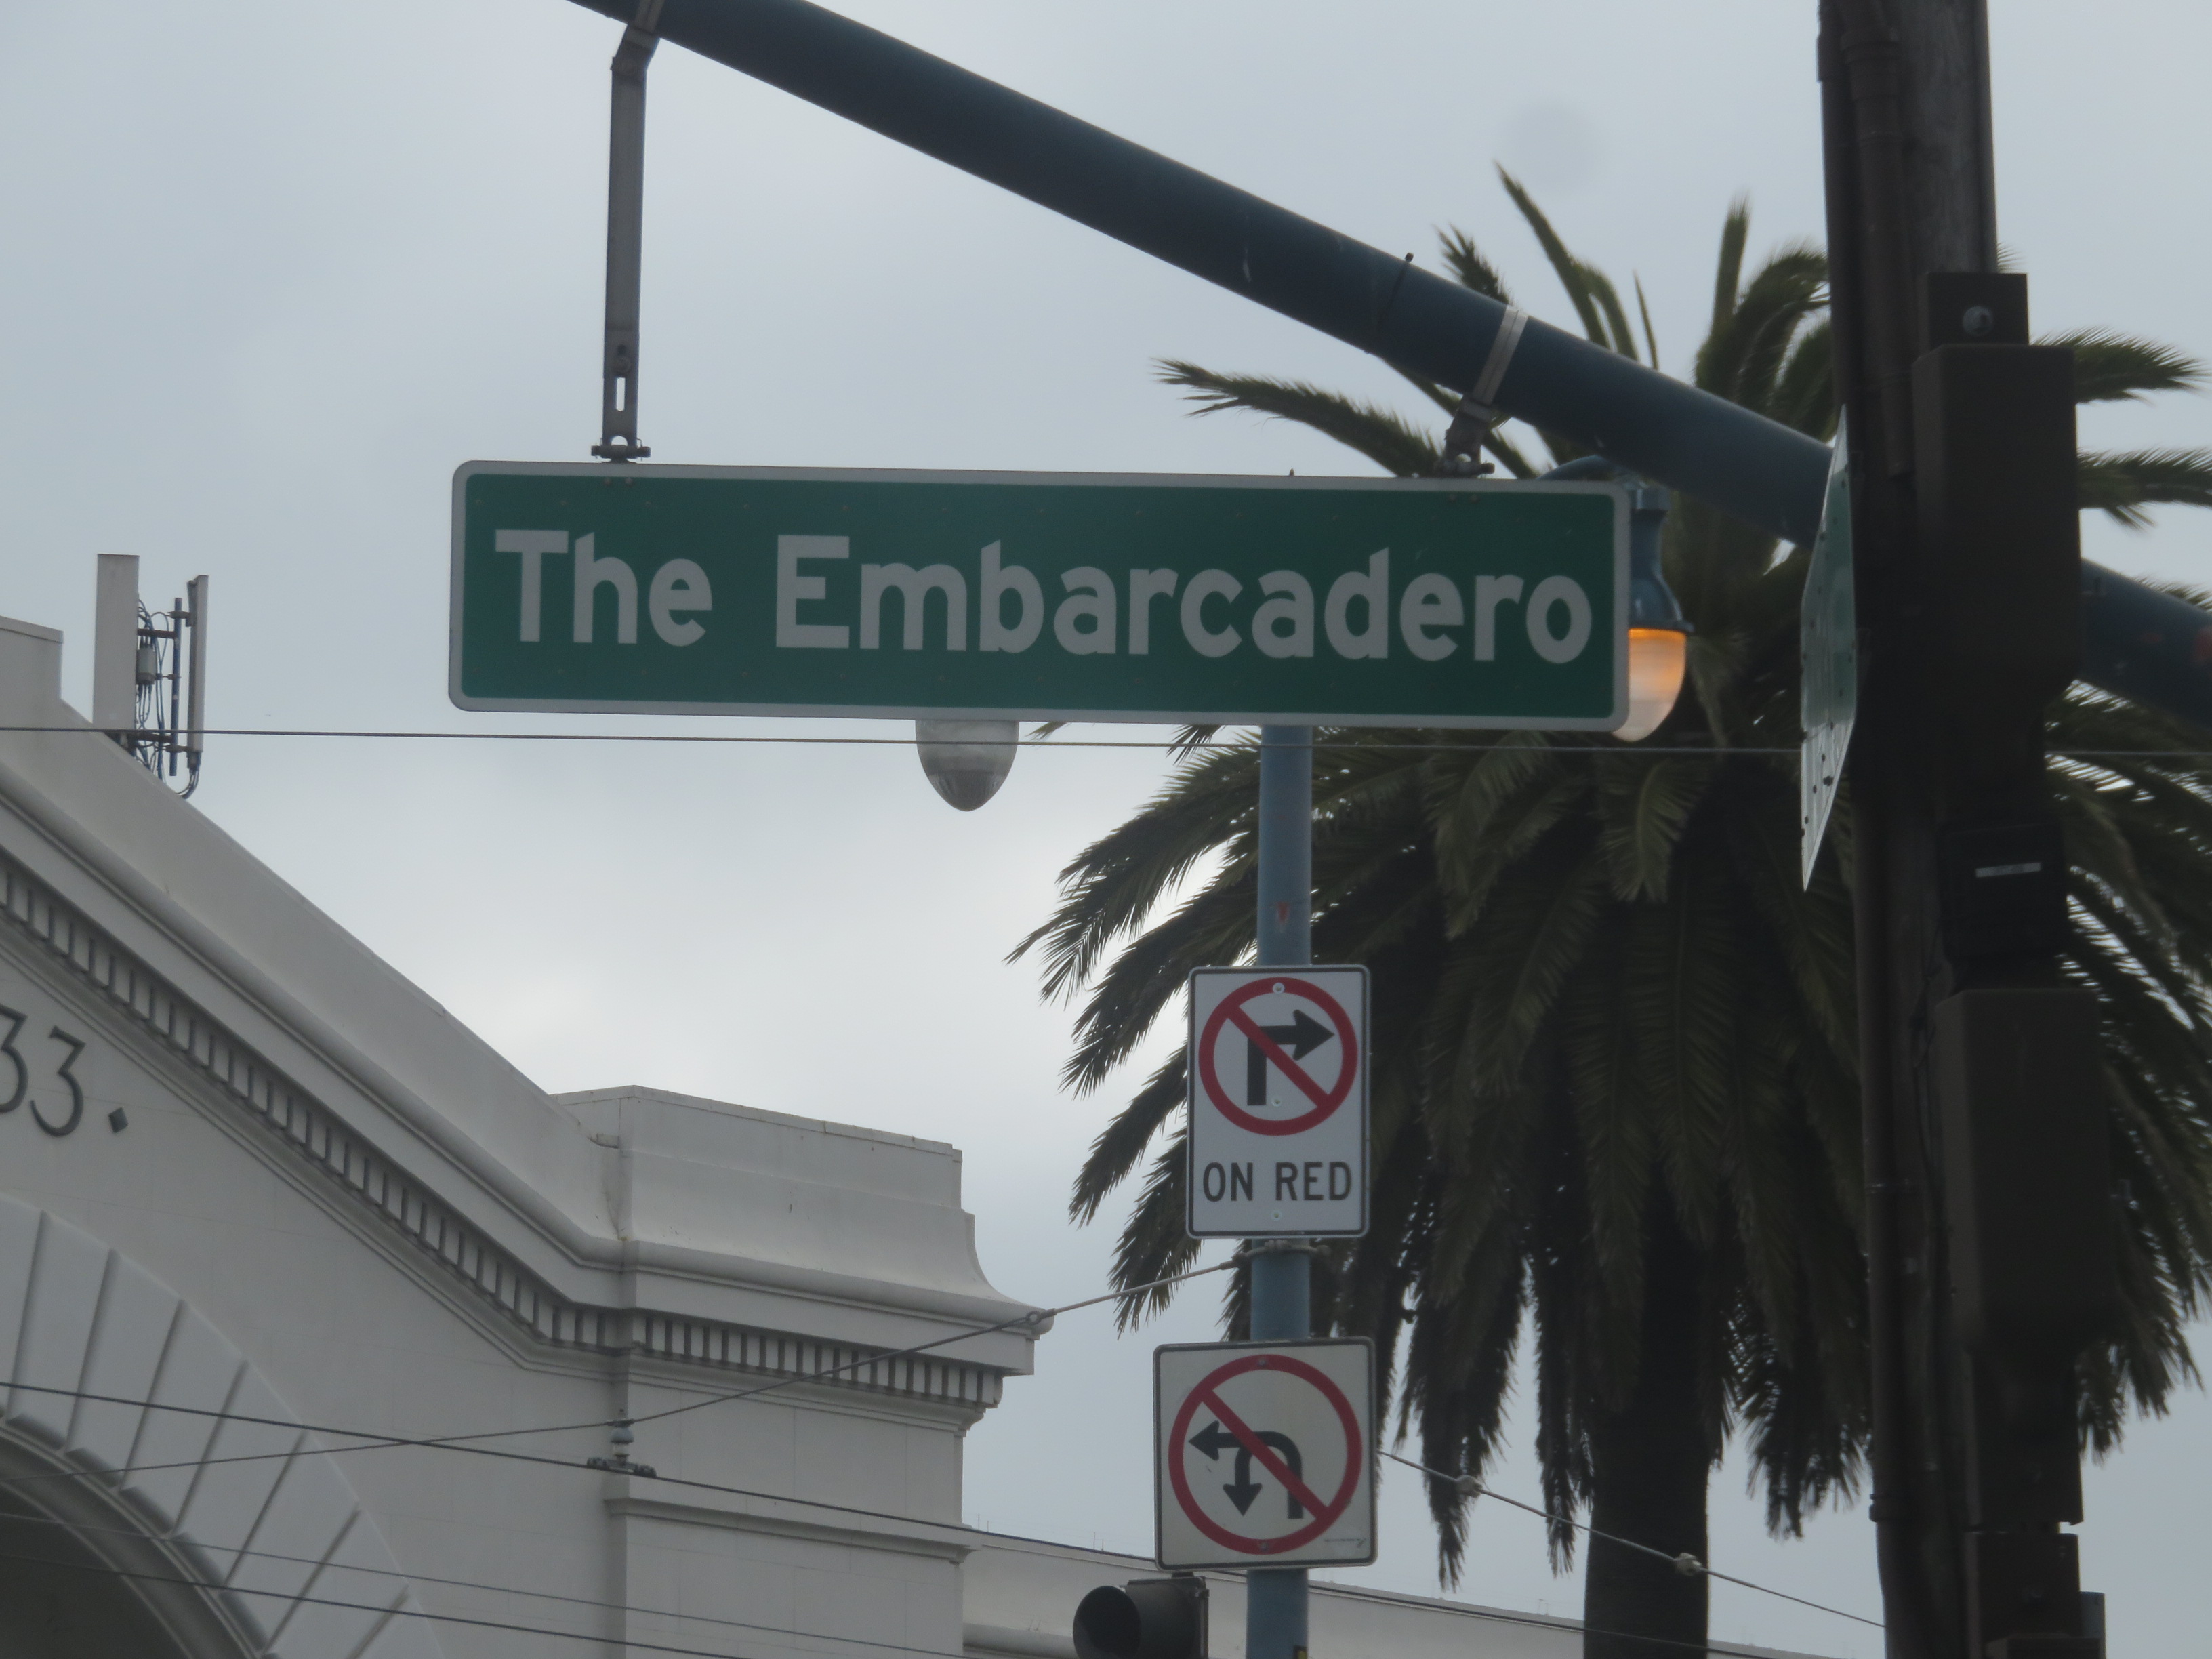 The Embarcadero
33.
ON RED